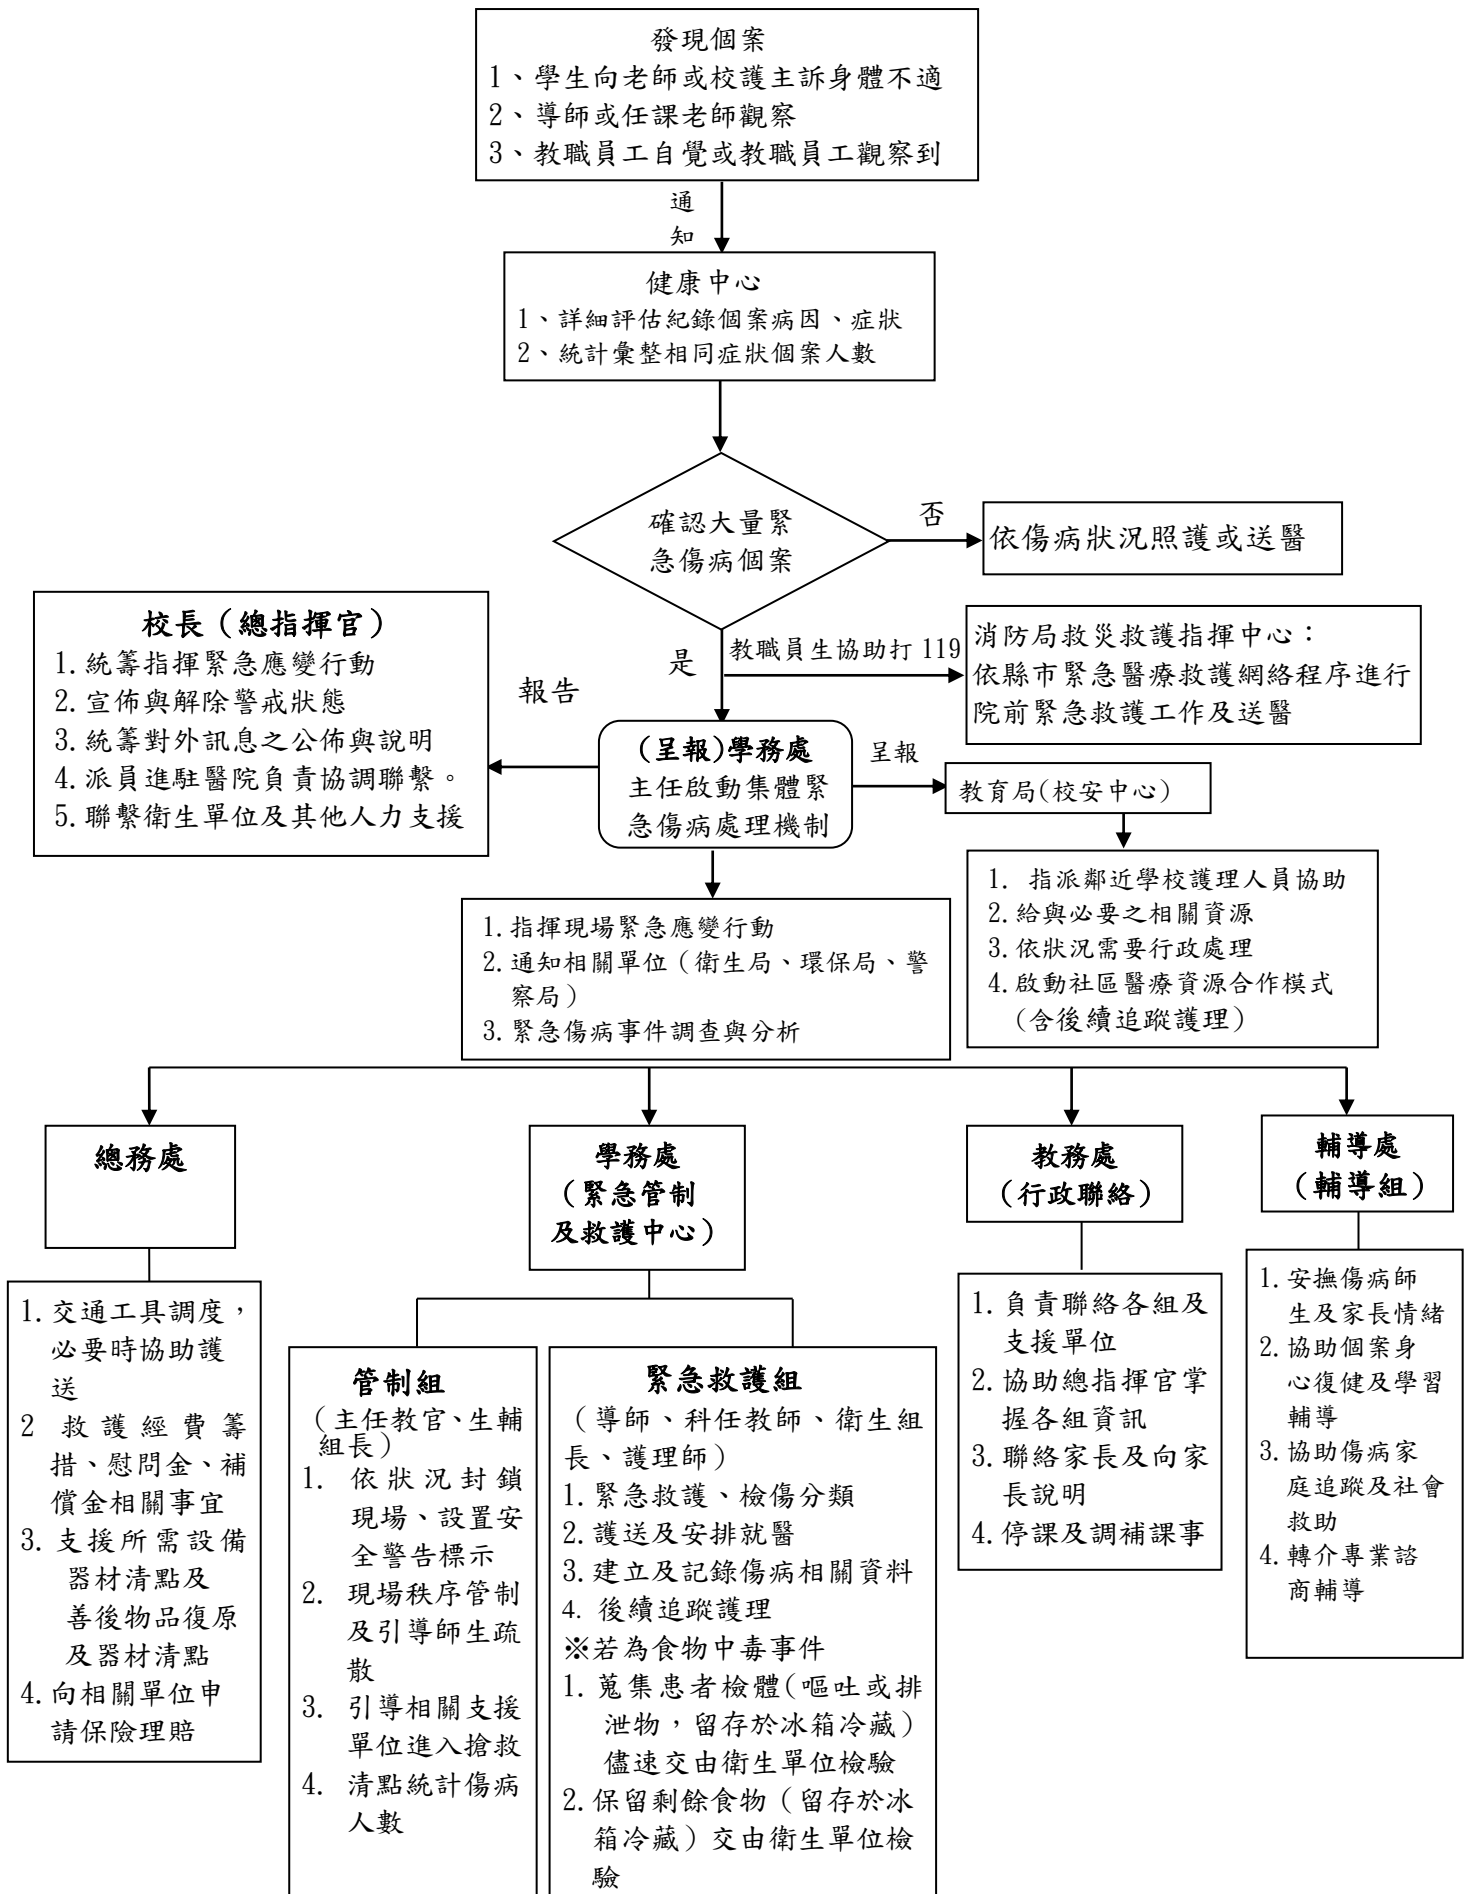 發現個案
1、學生向老師或校護主訴身體不適
2、導師或任課老師觀察
3、教職員工自覺或教職員工觀察到
通
知
健康中心
1、詳細評估紀錄個案病因、症狀
2、統計彙整相同症狀個案人數
確認大量緊
急傷病個案
否
依傷病狀況照護或送醫
是
教職員生協助打 119
消防局救災救護指揮中心：
依縣市緊急醫療救護網絡程序進行
院前緊急救護工作及送醫
校長（總指揮官）
1.統籌指揮緊急應變行動
2.宣佈與解除警戒狀態
3.統籌對外訊息之公佈與說明
4.派員進駐醫院負責協調聯繫。
5.聯繫衛生單位及其他人力支援
報告
(呈報)學務處
主任啟動集體緊
急傷病處理機制
呈報
教育局(校安中心)
1. 指派鄰近學校護理人員協助
2.給與必要之相關資源
3.依狀況需要行政處理
4.啟動社區醫療資源合作模式
(含後續追蹤護理)
1.指揮現場緊急應變行動
2.通知相關單位（衛生局、環保局、警
察局）
3.緊急傷病事件調查與分析
總務處
1.交通工具調度，
必要時協助護
送
2 救護經費籌
措、慰問金、補
償金相關事宜
3.支援所需設備
器材清點及
善後物品復原
及器材清點
4.向相關單位申
請保險理賠
學務處
（緊急管制
及救護中心）
管制組
（主任教官、生輔
組長）
1. 依狀況封鎖
現場、設置安
全警告標示
2. 現場秩序管制
及引導師生疏
散
3. 引導相關支援
單位進入搶救
4. 清點統計傷病
人數
緊急救護組
（導師、科任教師、衛生組
長、護理師）
1.緊急救護、檢傷分類
2.護送及安排就醫
3.建立及記錄傷病相關資料
4. 後續追蹤護理
※若為食物中毒事件
1.蒐集患者檢體(嘔吐或排
泄物，留存於冰箱冷藏）
儘速交由衛生單位檢驗
2.保留剩餘食物（留存於冰
箱冷藏）交由衛生單位檢
驗
教務處
（行政聯絡）
1.負責聯絡各組及
支援單位
2.協助總指揮官掌
握各組資訊
3.聯絡家長及向家
長說明
4.停課及調補課事
輔導處
（輔導組）
1.安撫傷病師
生及家長情緒
2.協助個案身
心復健及學習
輔導
3.協助傷病家
庭追蹤及社會
救助
4.轉介專業諮
商輔導